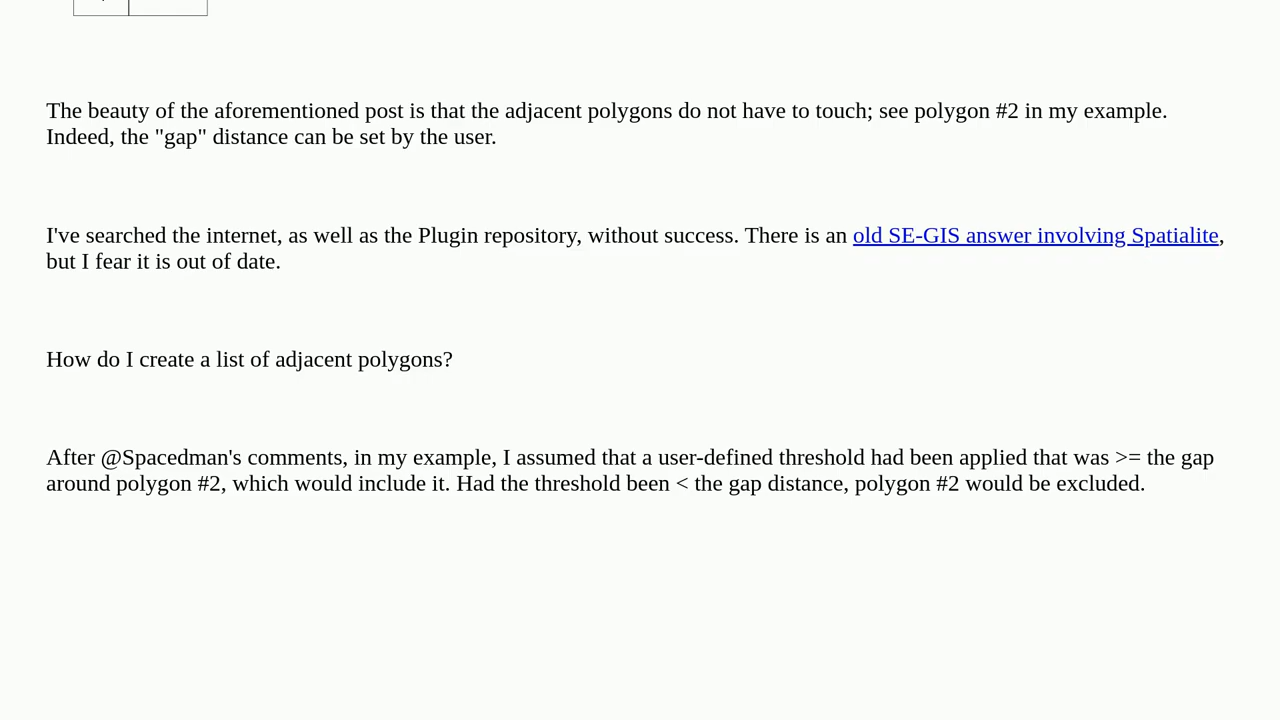 The beauty of the aforementioned post is that the adjacent polygons do not have to touch; see polygon #2 in my example.
Indeed, the "gap" distance can be set by the user.
I've searched the internet, as well as the Plugin repository, without success. There is an old SE-GIS answer involving Spatialite,
but I fear it is out of date.
How do I create a list of adjacent polygons?
After @Spacedman's comments, in my example, I assumed that a user-defined threshold had been applied that was >= the gap
around polygon #2, which would include it. Had the threshold been < the gap distance, polygon #2 would be excluded.